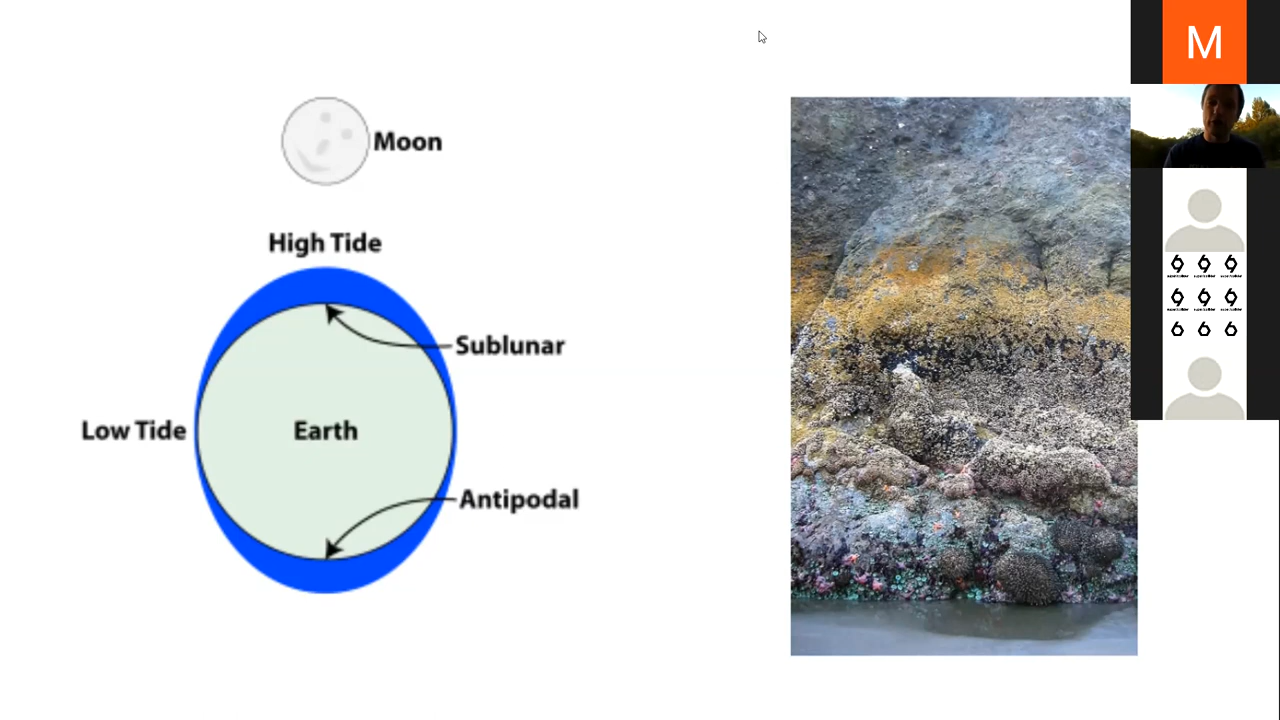 Moon
High Tide
Sublunar
Low Tide
Earth
Antipodal
M